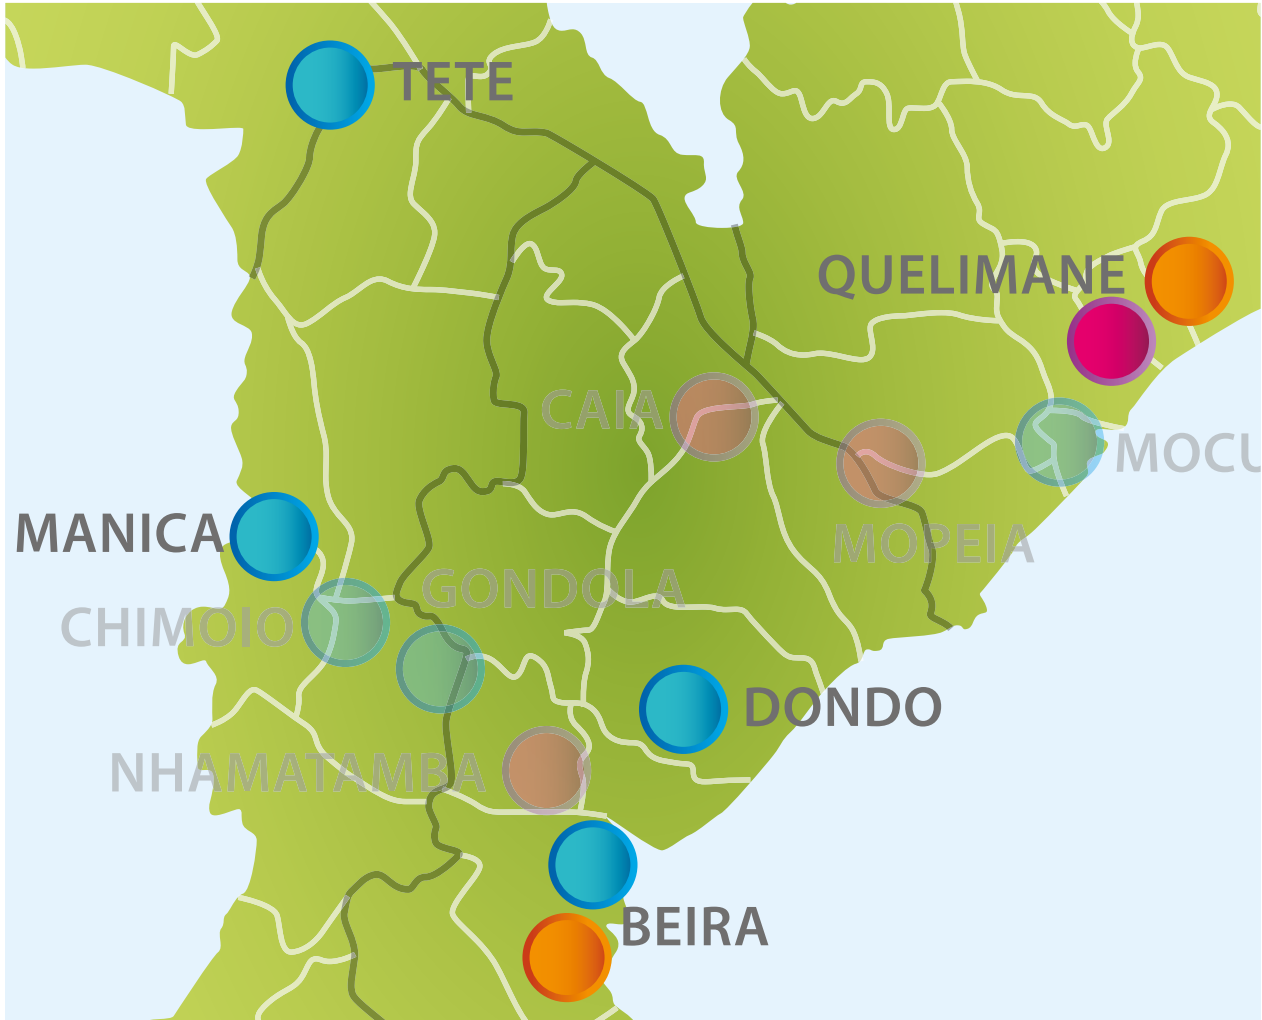 TETE
QUELIMANE
CAIA
MOCU
MANICA
MOPEIA
GONDOLA
CHIMOIO
DONDO
NHAMATAMBA
BEIRA